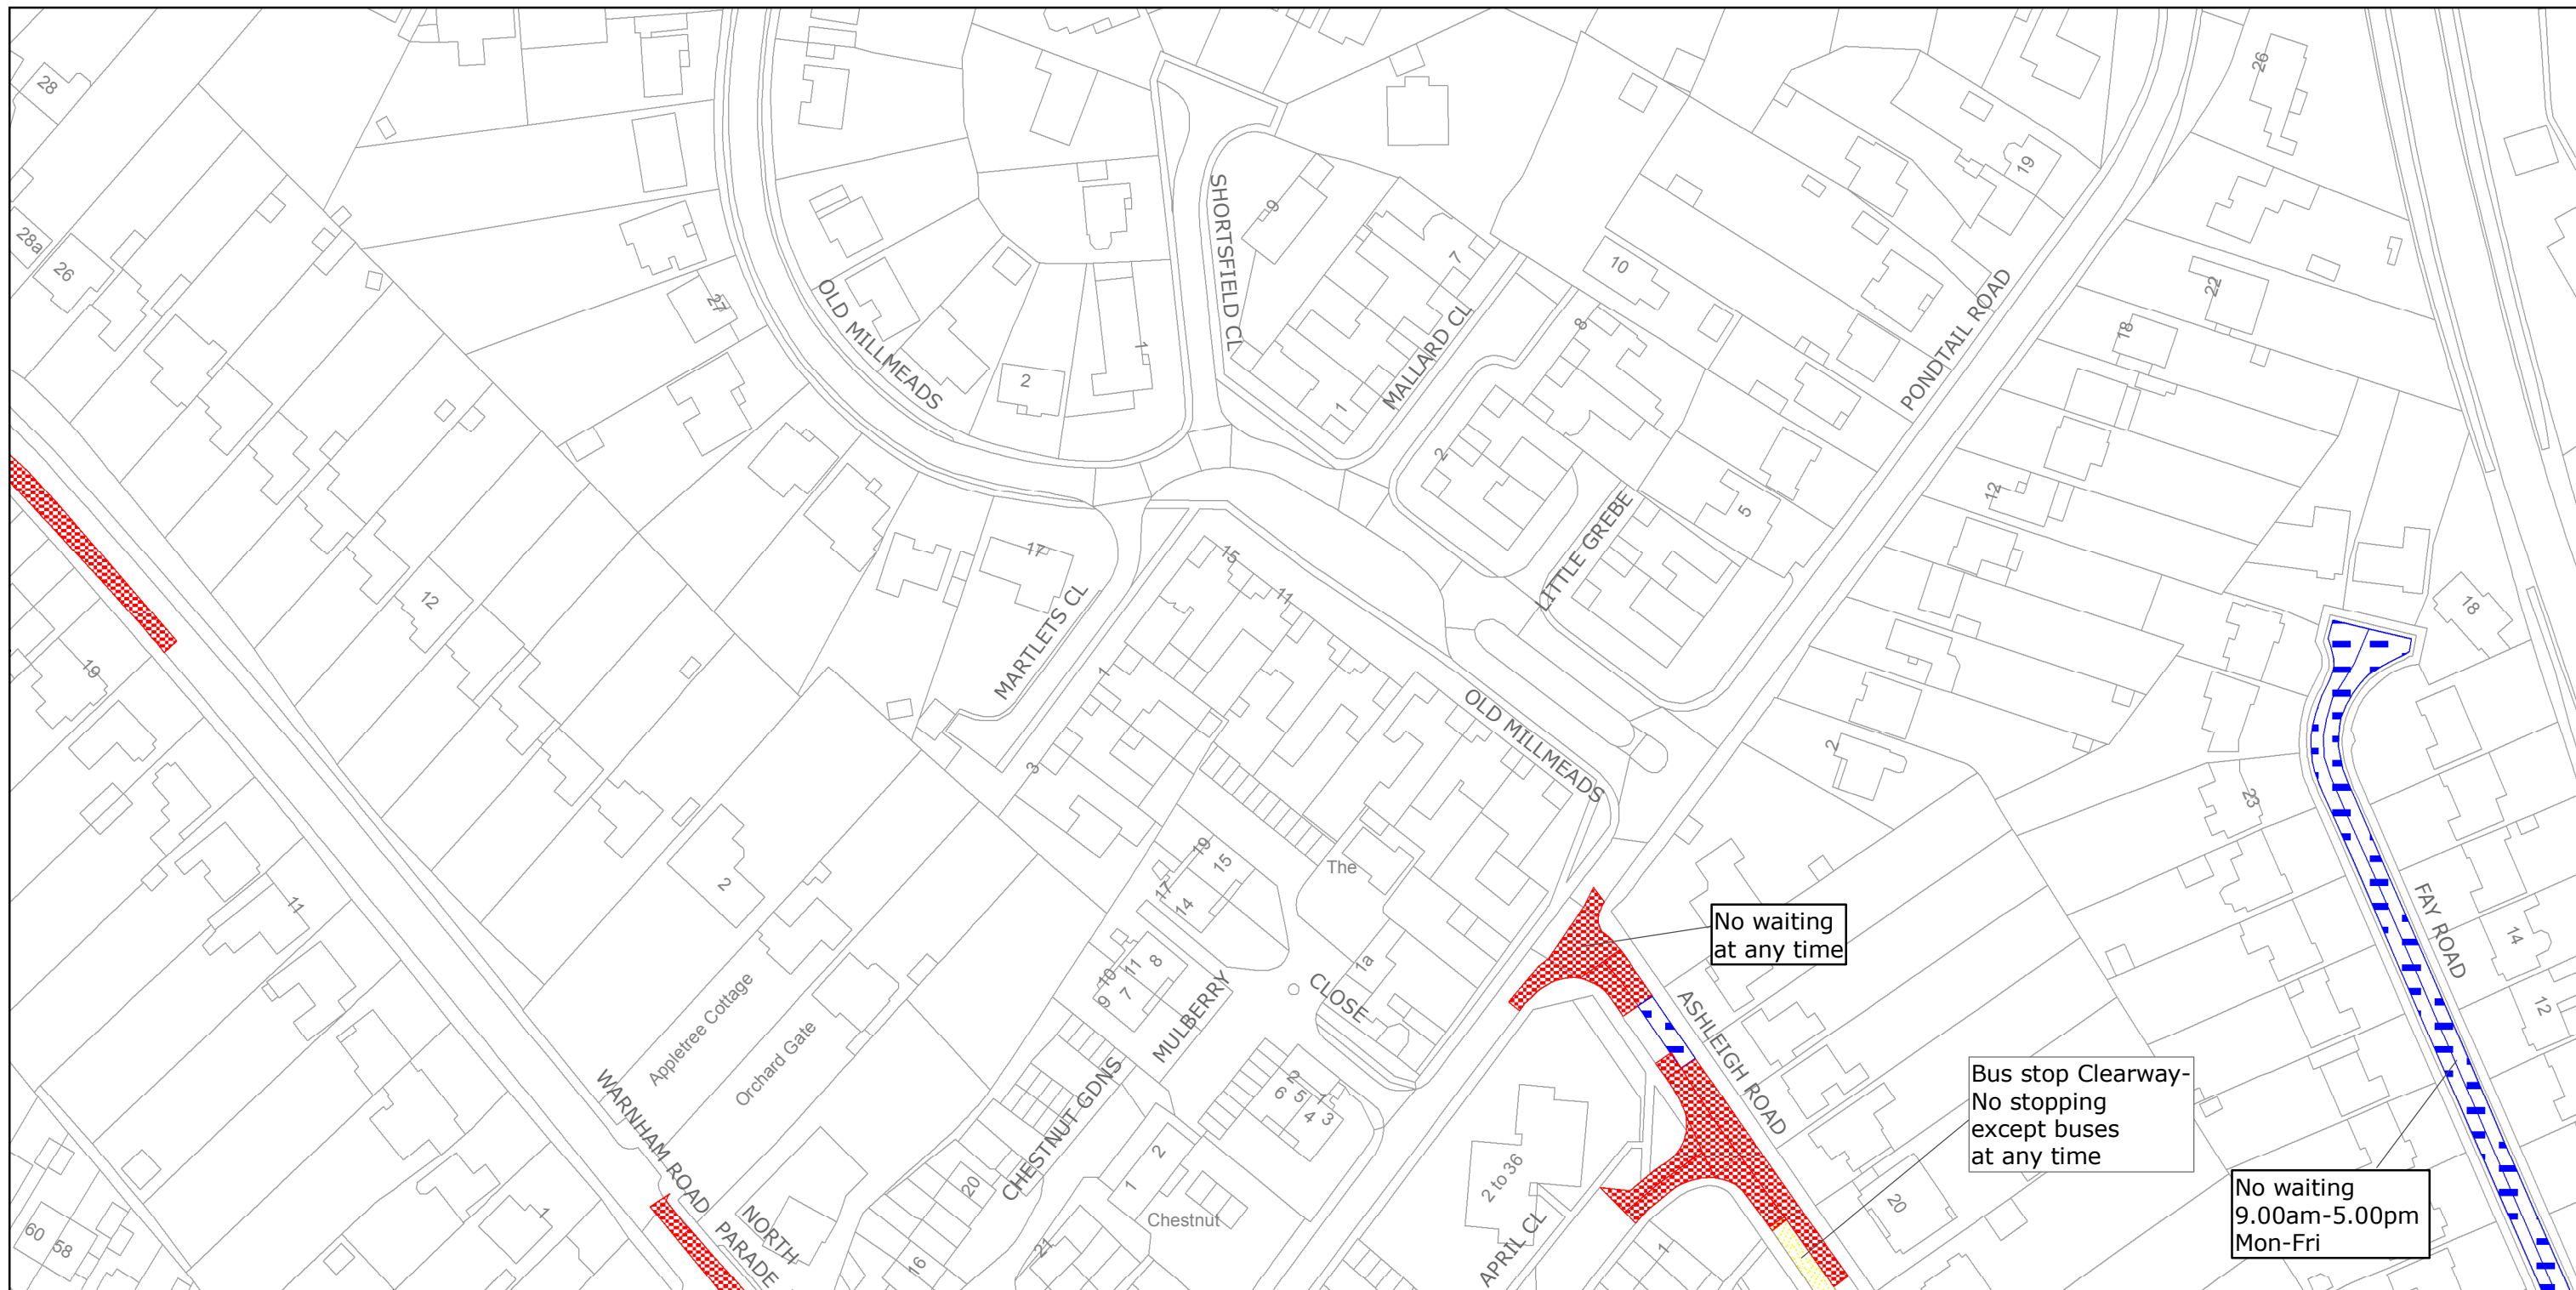 28
28a
26
27
2
1
9
SHORTSFIELD CL
OLD MILLMEADS
7
1
MALLARD CL
10
8
2
LITTLE GREBE
5
PONDTAIL ROAD
19
26
22
18
12
2
18
23
FAY ROAD
14
12
12
19
11
17
MARTLETS CL
15
11
1
3
OLD MILLMEADS
2
Appletree Cottage
Orchard Gate
The
19
15
17
14
10
11
8
9
7
MULBERRY
CLOSE
1a
CHESTNUT GDNS
2
6
5
1
4
3
2
1
Chestnut
20
16
21
WARNHAM ROAD
NORTH
PARADE
60
58
1
2 to 36
APRIL CL
1
ASHLEIGH ROAD
20
No waiting
at any time
Bus stop Clearway-
No stopping
except buses
at any time
No waiting
9.00am-5.00pm
Mon-Fri